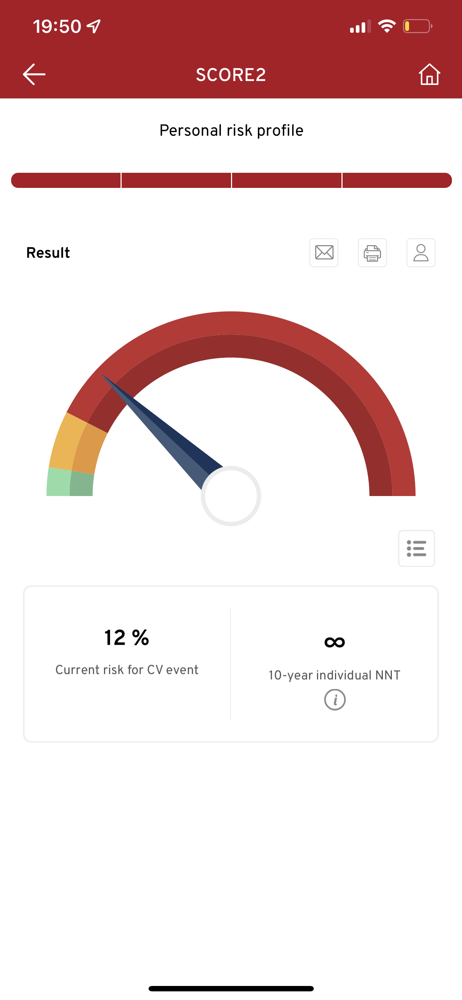 19:50
SCORE2
Personal risk profile
Result
12 %
∞
Current risk for CV event
10-year individual NNT
i